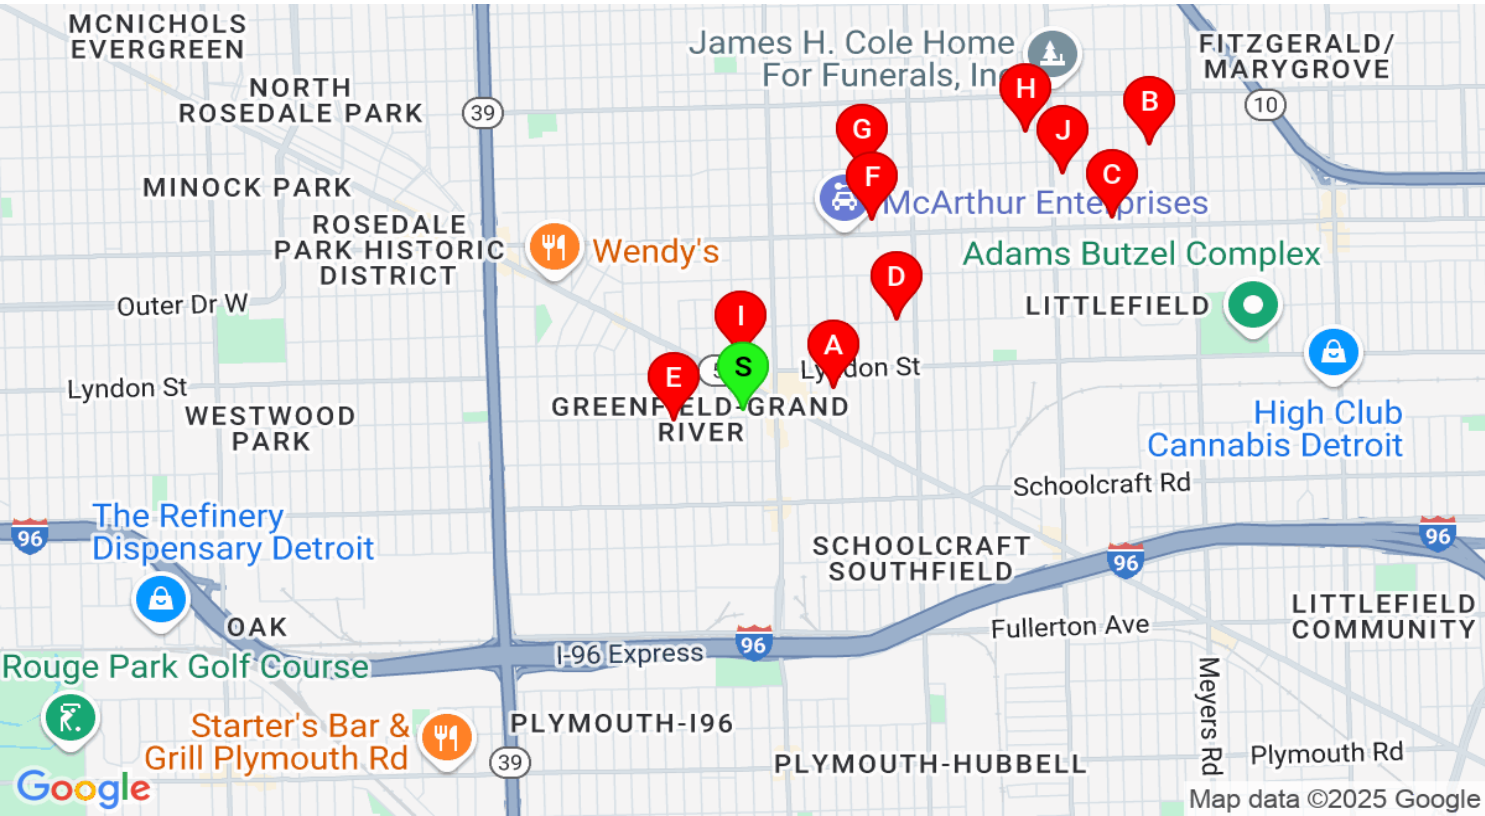 MCNICHOLS
EVERGREEN
NORTH
ROSEDALE PARK
39
James H. Cole Home
For Funerals, Inc
FITZGERALD/
MARYGROVE
10
H
B
G
J
F
C
MINOCK PARK
McArthur Enterprises
ROSEDALE
PARK HISTORIC
DISTRICT
Wendy's
Adams Butzel Complex
D
Outer Dr W
LITTLEFIELD
I
A
S
E
5
Lyndon St
Lyndon St
GREENFIELD-GRAND
RIVER
WESTWOOD
PARK
High Club
Cannabis Detroit
Schoolcraft Rd
The Refinery
Dispensary Detroit
96
96
96
SCHOOLCRAFT
SOUTHFIELD
OAK
I-96 Express
96
Fullerton Ave
LITTLEFIELD
COMMUNITY
Rouge Park Golf Course
Meyers Rd
Starter's Bar &
Grill Plymouth Rd
PLYMOUTH-I96
39
PLYMOUTH-HUBBELL
Plymouth Rd
Google
Map data ©2025 Google